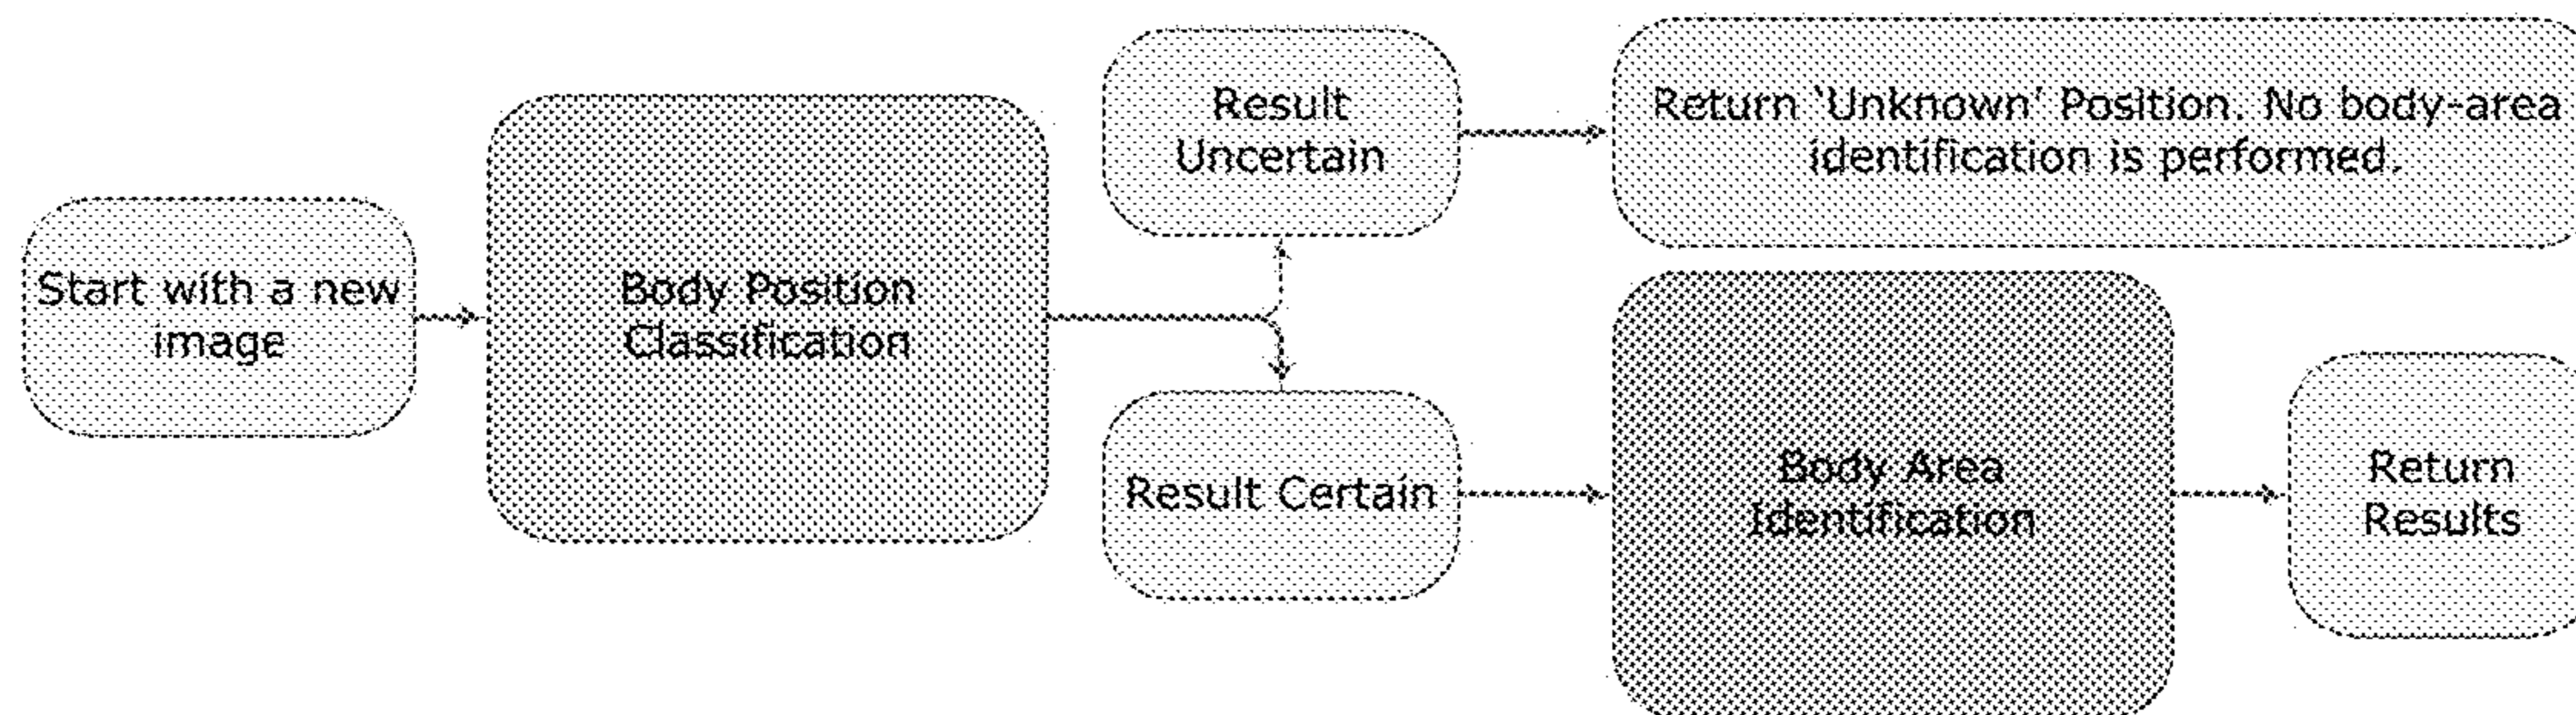 Start with a new
image
Body Position
Classification
Result
Uncertain
Return 'Unknown' Position. No body-area
identification is performed.
Result Certain
Body Area
Identification
Return
Results